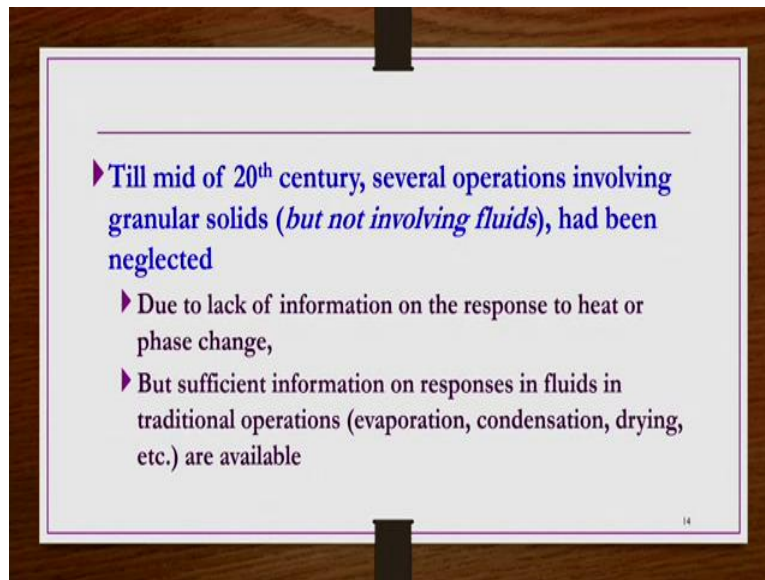 Till mid of 20th century, several operations involving
granular solids (but not involving fluids), had been
neglected
Due to lack of information on the response to heat or
phase change,
But sufficient information on responses in fluids in
traditional operations (evaporation, condensation, drying,
etc.) are available
14